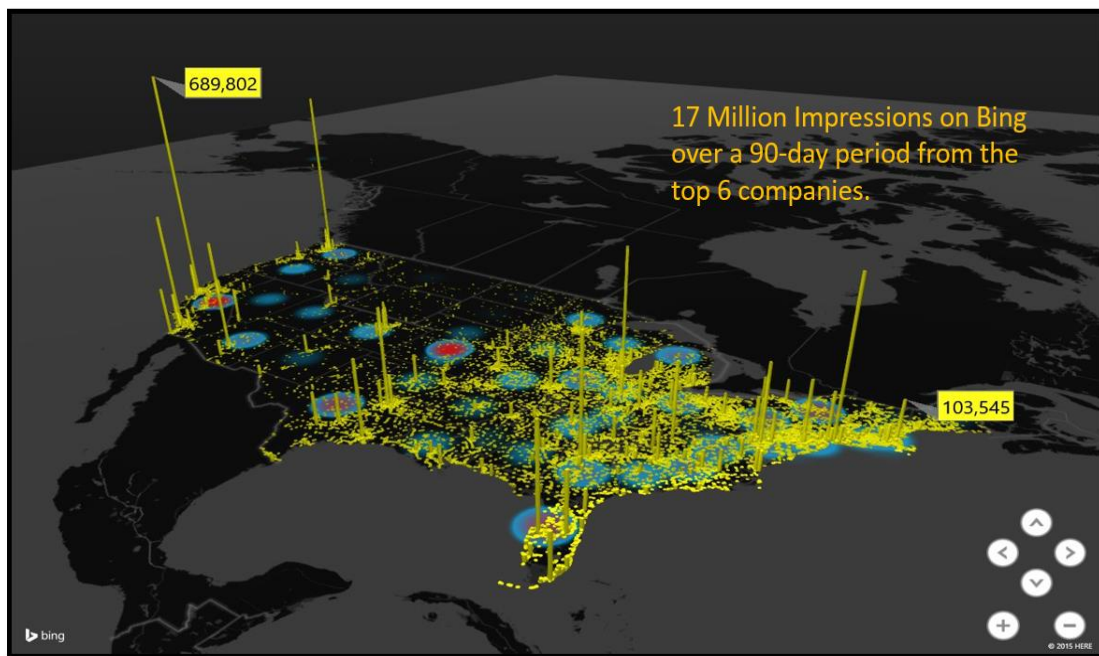 689,802
17 Million Impressions on Bing
over a 90-day period from the
top 6 companies.
103,545
bing
© 2015 HERE